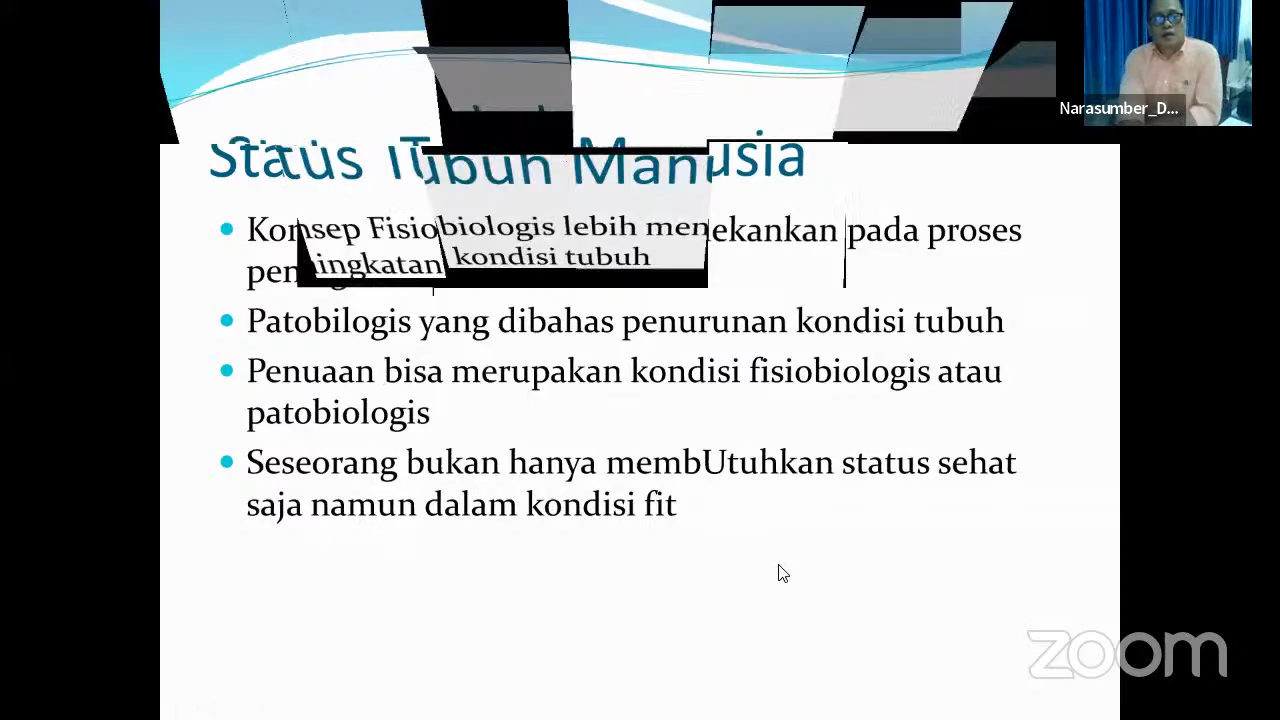 Narasumber_D...
Status Tubuh Manusia
Konsep Fisiobiologis lebih menekankan pada proses
peningkatan kondisi tubuh
Patobilogis yang dibahas penurunan kondisi tubuh
Penuaan bisa merupakan kondisi fisiobiologis atau
patobiologis
Seseorang bukan hanya membUtuhkan status sehat
saja namun dalam kondisi fit
zoom